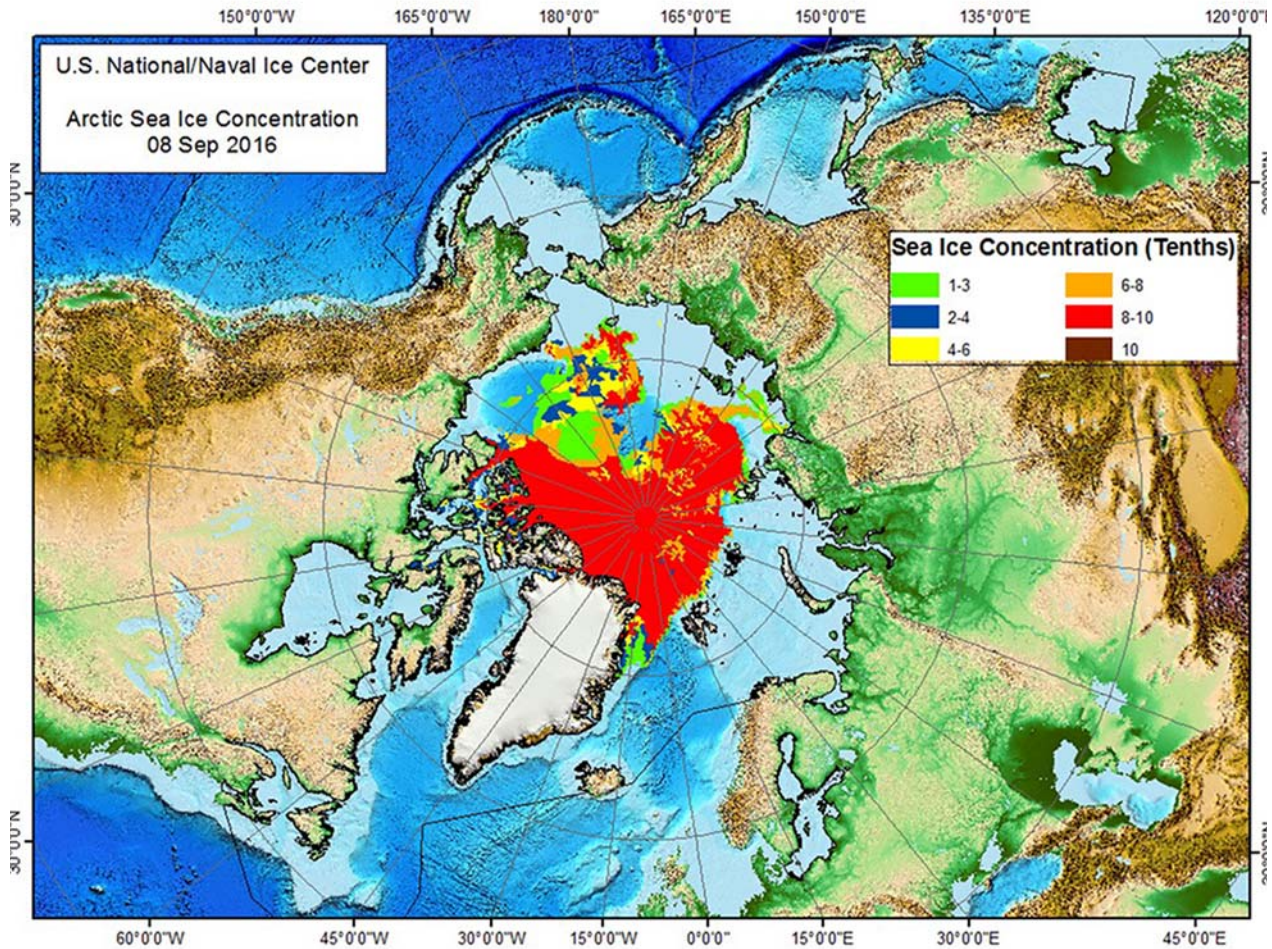 150°0'0"W 165°0'0"W 180°0'0" 165°0'0"E 150°0'0"E 135°0'0"E 120°0'0"E
U.S. National/Naval Ice Center
Arctic Sea Ice Concentration
08 Sep 2016
30°0'0"N
Sea Ice Concentration (Tenths)
1-3 6-8
2-4 8-10
4-6 10
30°0'0"N
60°0'0"W 45°0'0"W 30°0'0"W 15°0'0"W 0°0'0" 15°0'0"E 30°0'0"E 45°0'0"E